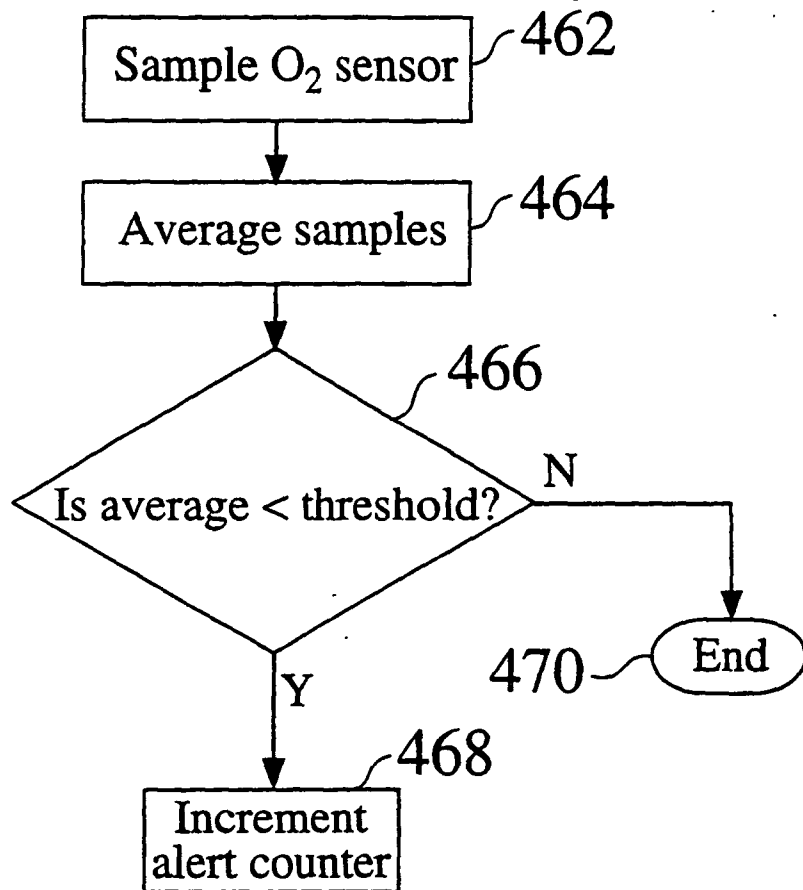 462
Sample O₂ sensor
464
Average samples
466
Is average < threshold?
N
470
End
Y
468
Increment
alert counter